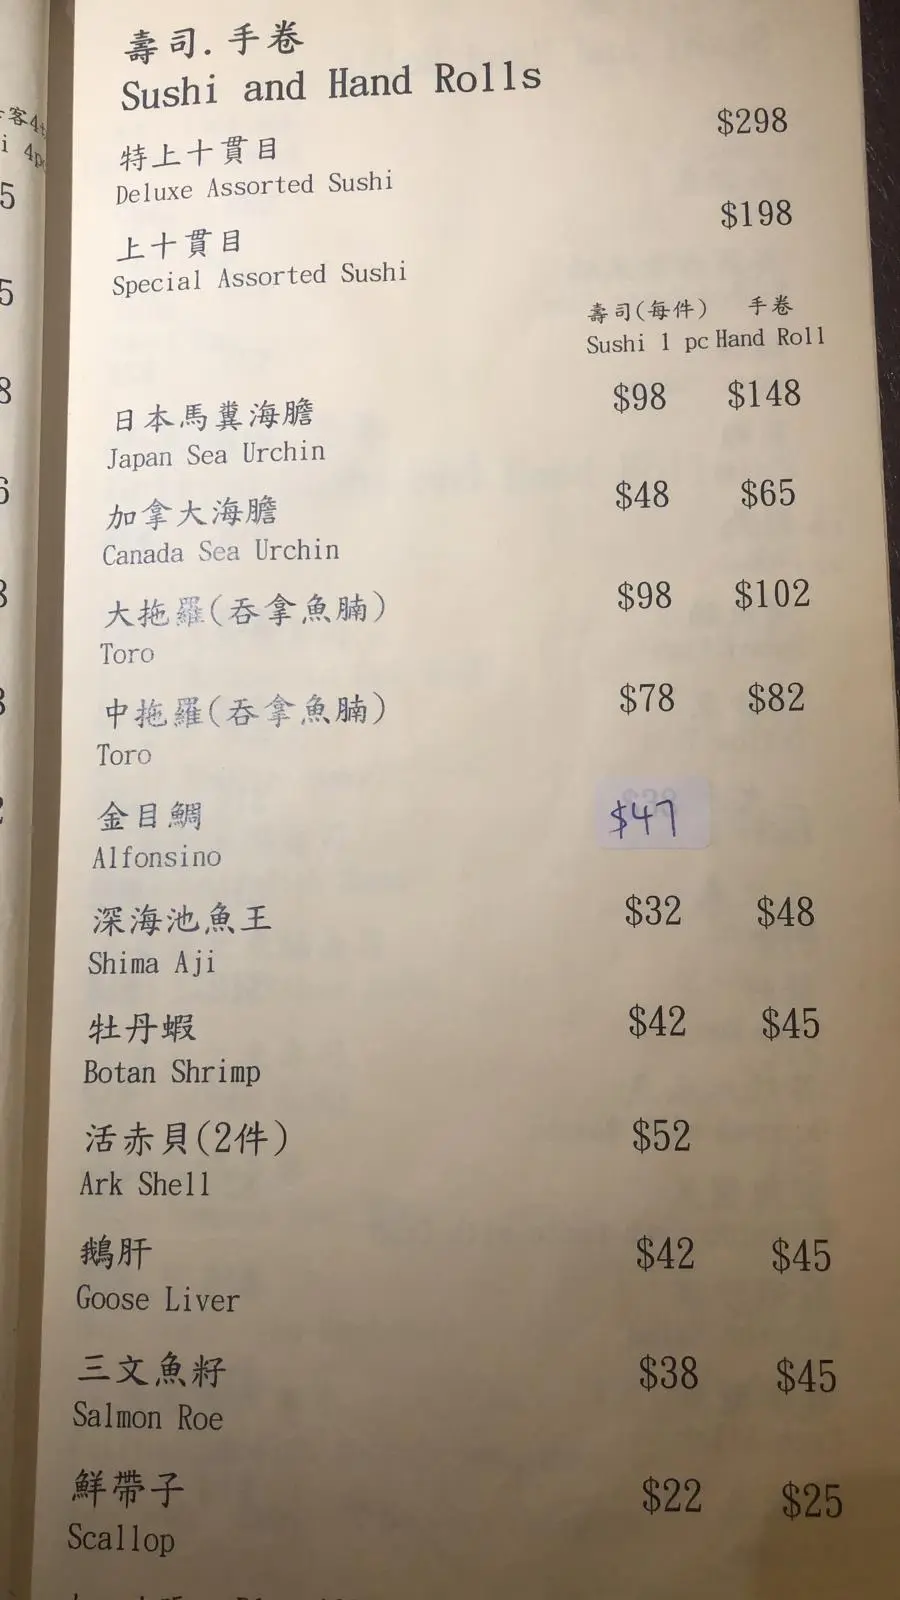 壽司.手卷
Sushi and Hand Rolls
特上十貫目 $298
Deluxe Assorted Sushi
上十貫目 $198
Special Assorted Sushi
壽司(每件) 手卷
Sushi 1 pc Hand Roll
日本馬糞海膽 $98 $148
Japan Sea Urchin
加拿大海膽 $48 $65
Canada Sea Urchin
大拖羅(吞拿魚腩) $98 $102
Toro
中拖羅(吞拿魚腩) $78 $82
Toro
金目鯛 $47
Alfonsino
深海池魚王 $32 $48
Shima Aji
牡丹蝦 $42 $45
Botan Shrimp
活赤貝(2件) $52
Ark Shell
鵝肝 $42 $45
Goose Liver
三文魚籽 $38 $45
Salmon Roe
鮮帶子 $22 $25
Scallop